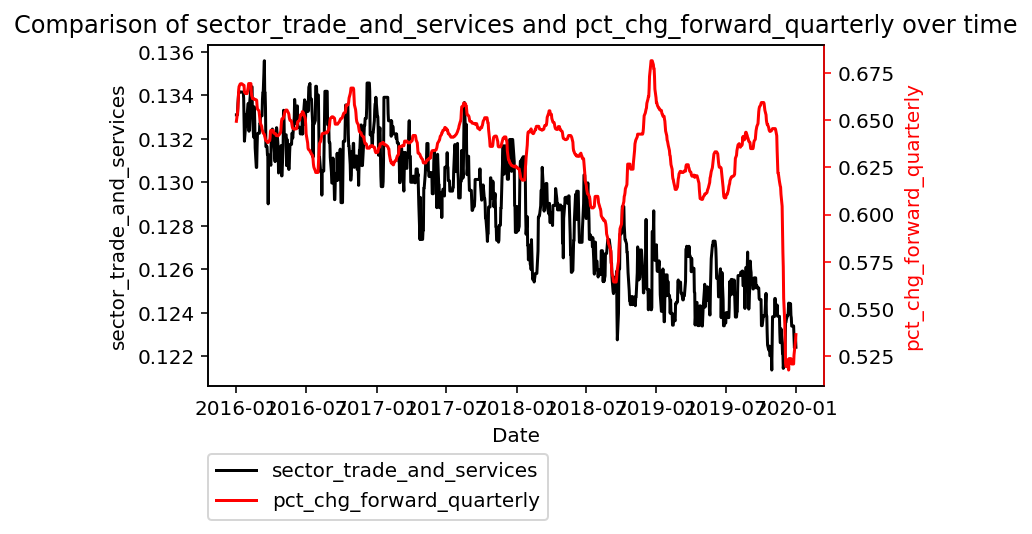 Comparison of sector_trade_and_services and pct_chg_forward_quarterly over time
0.136
0.134
0.132
0.130
0.128
0.126
0.124
0.122
sector_trade_and_services
0.675
0.650
0.625
0.600
0.575
0.550
0.525
pct_chg_forward_quarterly
2016-01 2016-07 2017-01 2017-07 2018-01 2018-07 2019-01 2019-07 2020-01
Date
sector_trade_and_services
pct_chg_forward_quarterly